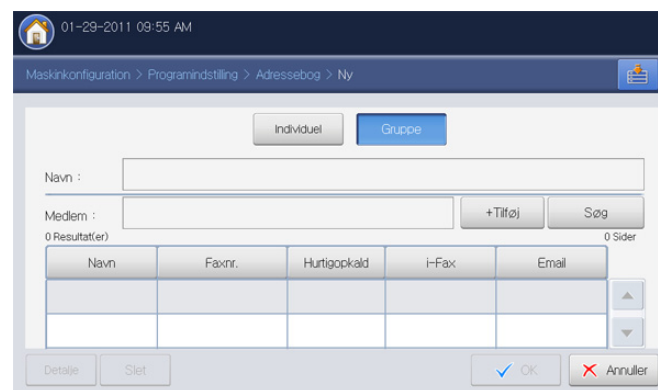 01-29-2011 09:55 AM
Maskinkonfiguration > Programindstilling > Adressebog > Ny
Individuel Gruppe
Navn :
Medlem : +Tilføj Søg
0 Resultat(er) 0 Sider
Navn Faxnr. Hurtigopkald i-Fax Email
Detalje Slet OK Annuller